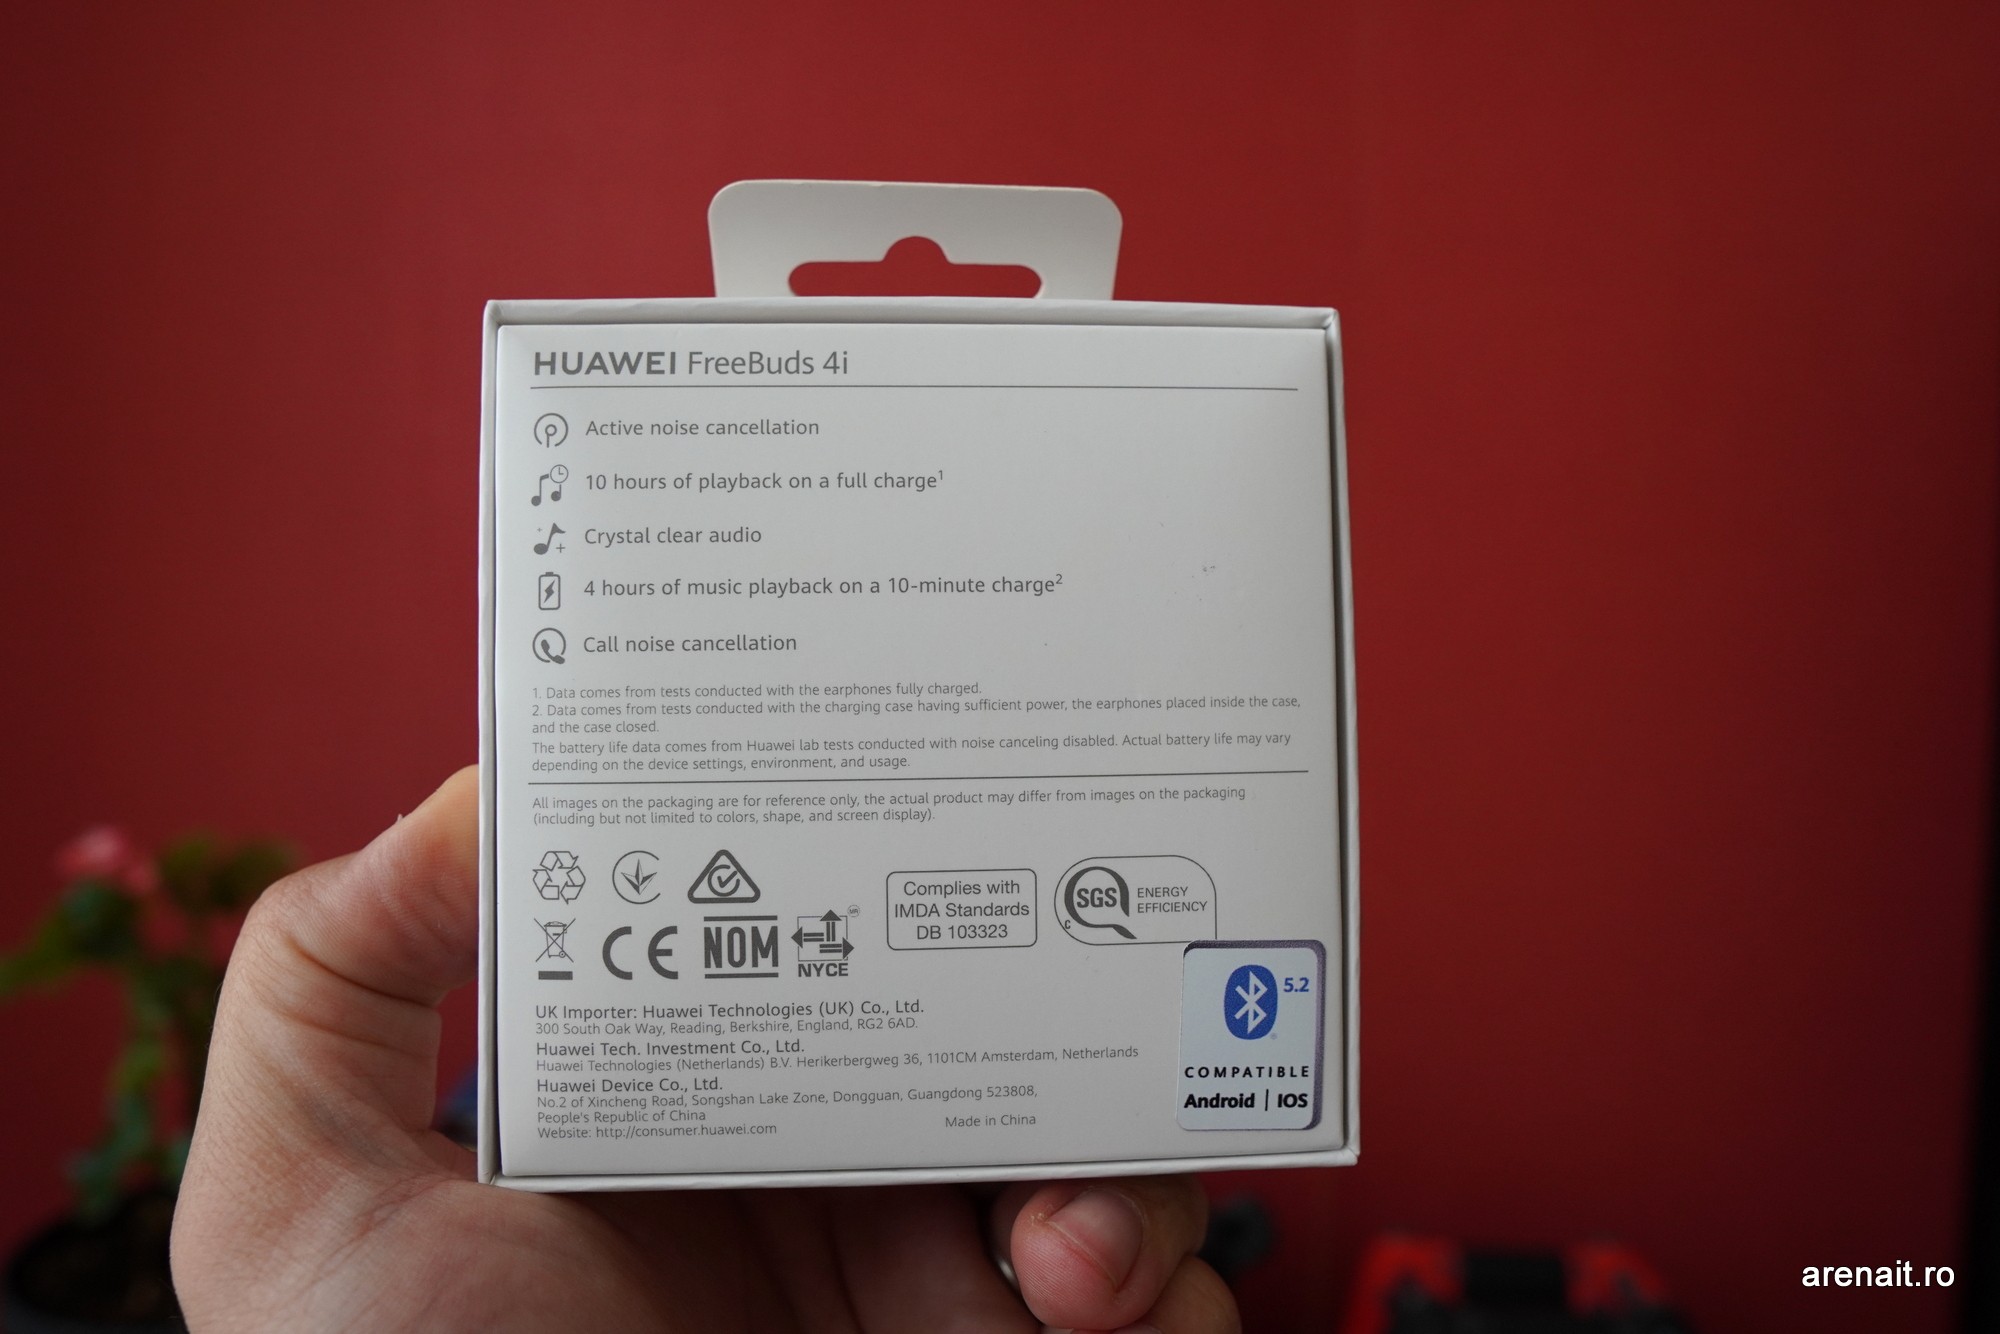 HUAWEI FreeBuds 4i
Active noise cancellation
10 hours of playback on a full charge¹
Crystal clear audio
4 hours of music playback on a 10-minute charge²
Call noise cancellation
1. Data comes from tests conducted with the earphones fully charged.
2. Data comes from tests conducted with the charging case having sufficient power, the earphones placed inside the case,
and the case closed.
The battery life data comes from Huawei lab tests conducted with noise canceling disabled. Actual battery life may vary
depending on the device settings, environment, and usage.
All images on the packaging are for reference only, the actual product may differ from images on the packaging
(including but not limited to colors, shape, and screen display).
Complies with
IMDA Standards
DB 103323
SGS
C
ENERGY
EFFICIENCY
CE
NOM
NYCE
UK Importer: Huawei Technologies (UK) Co., Ltd.
300 South Oak Way, Reading, Berkshire, England, RG2 6AD.
Huawei Tech. Investment Co., Ltd.
Huawei Technologies (Netherlands) B.V. Herikerbergweg 36, 1101CM Amsterdam, Netherlands
Huawei Device Co., Ltd.
No.2 of Xincheng Road, Songshan Lake Zone, Dongguan, Guangdong 523808,
People's Republic of China
Website: http://consumer.huawei.com
Made in China
5.2
COMPATIBLE
Android | IOS
arenait.ro